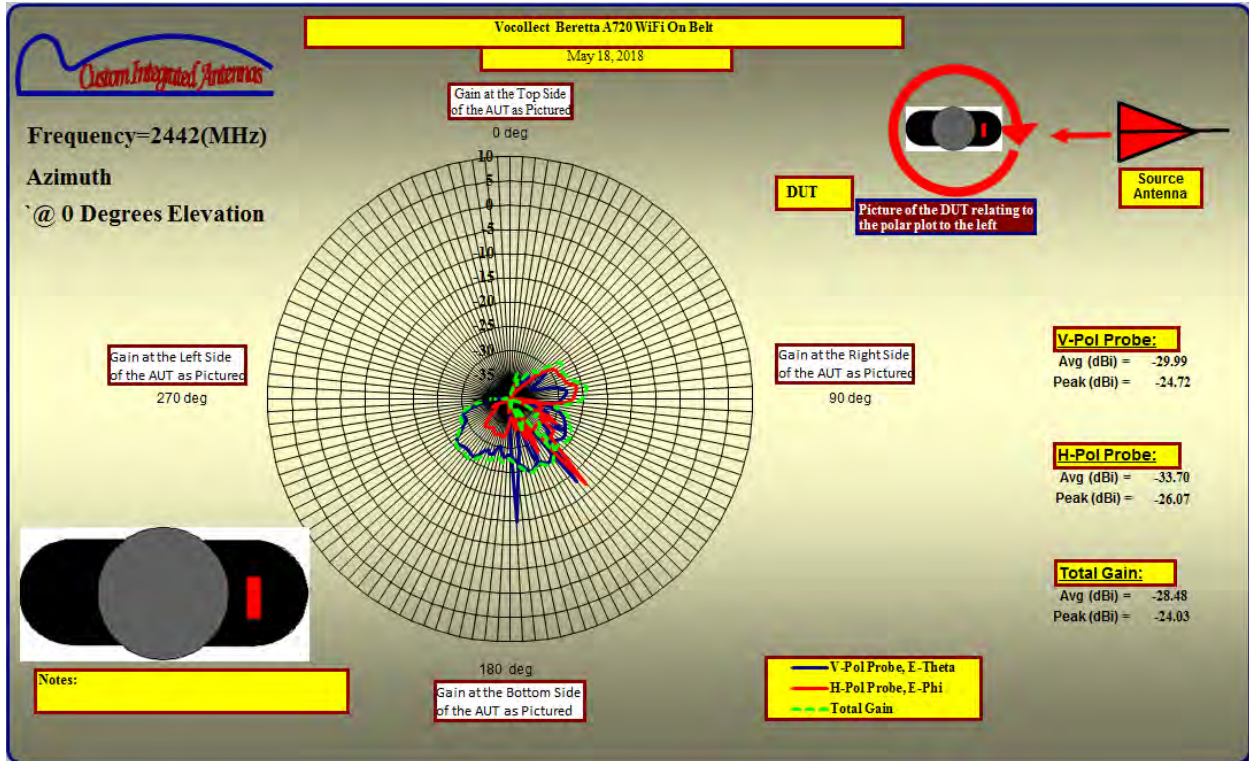 Vocollect Beretta A720 WiFi On Belt
May 18, 2018
Custom Integrated Antennas
Frequency=2442(MHz)
Azimuth
`@ 0 Degrees Elevation
Gain at the Top Side
of the AUT as Pictured
0 deg
10
5
0
-5
-10
-15
-20
-25
-30
-35
DUT
Source
Antenna
Picture of the DUT relating to
the polar plot to the left
Gain at the Left Side
of the AUT as Pictured
270 deg
Gain at the Right Side
of the AUT as Pictured
90 deg
V-Pol Probe:
Avg (dBi) = -29.99
Peak (dBi) = -24.72
H-Pol Probe:
Avg (dBi) = -33.70
Peak (dBi) = -26.07
Total Gain:
Avg (dBi) = -28.48
Peak (dBi) = -24.03
180 deg
Gain at the Bottom Side
of the AUT as Pictured
Notes:
V-Pol Probe, E-Theta
H-Pol Probe, E-Phi
Total Gain